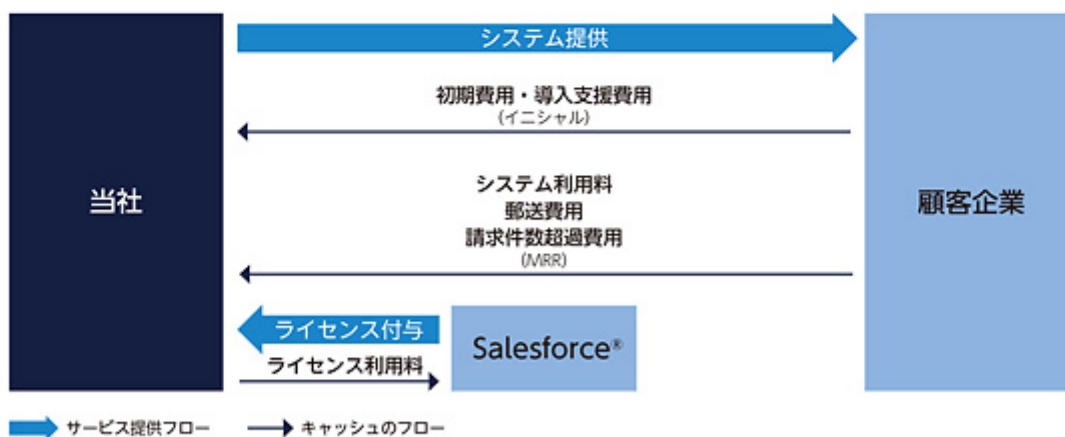 システム提供
初期費用・導入支援費用
(イニシャル)
当社
システム利用料
郵送費用
請求件数超過費用
(MRR)
顧客企業
ライセンス付与
ライセンス利用料
Salesforce®
サービス提供フロー
キャッシュのフロー